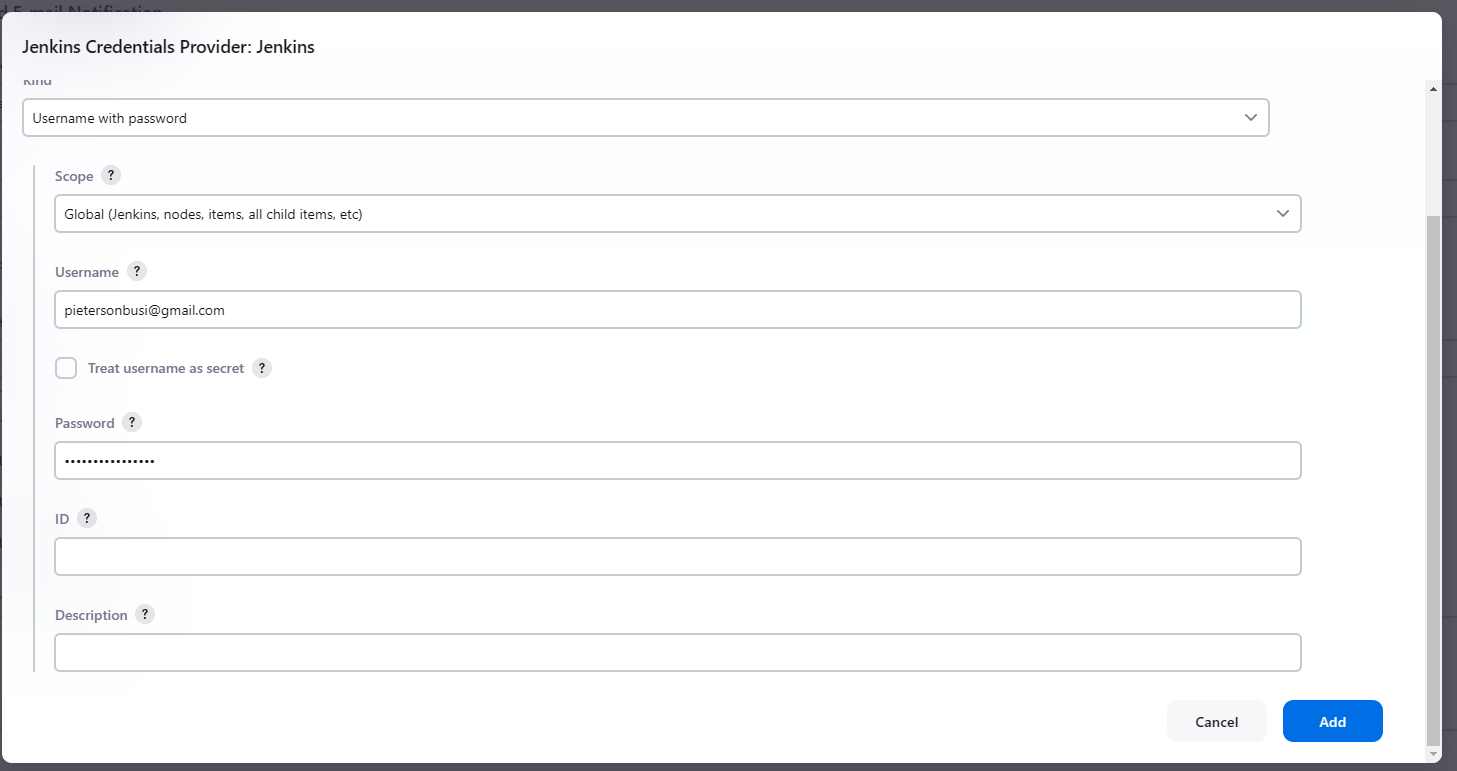 d E-mail Notification
Jenkins Credentials Provider: Jenkins
Kind
Username with password
Scope ?
Global (Jenkins, nodes, items, all child items, etc)
Username ?
pietersonbusi@gmail.com
Treat username as secret ?
Password ?
••••••••••••••••
ID ?
Description ?
Cancel
Add